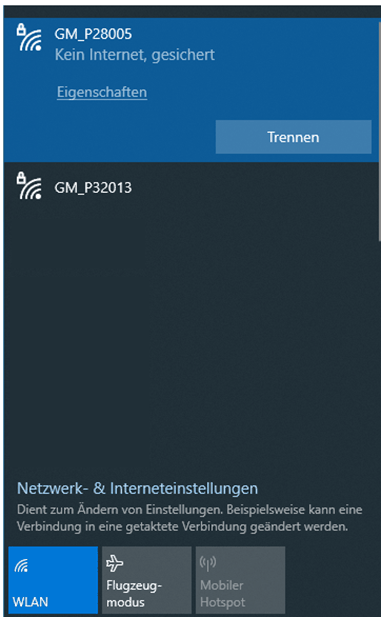 GM_P28005
Kein Internet, gesichert
Eigenschaften
Trennen
GM_P32013
Netzwerk- & Interneteinstellungen
Dient zum Ändern von Einstellungen. Beispielsweise kann eine
Verbindung in eine getaktete Verbindung geändert werden.
WLAN
Flugzeug-
modus
Mobiler
Hotspot